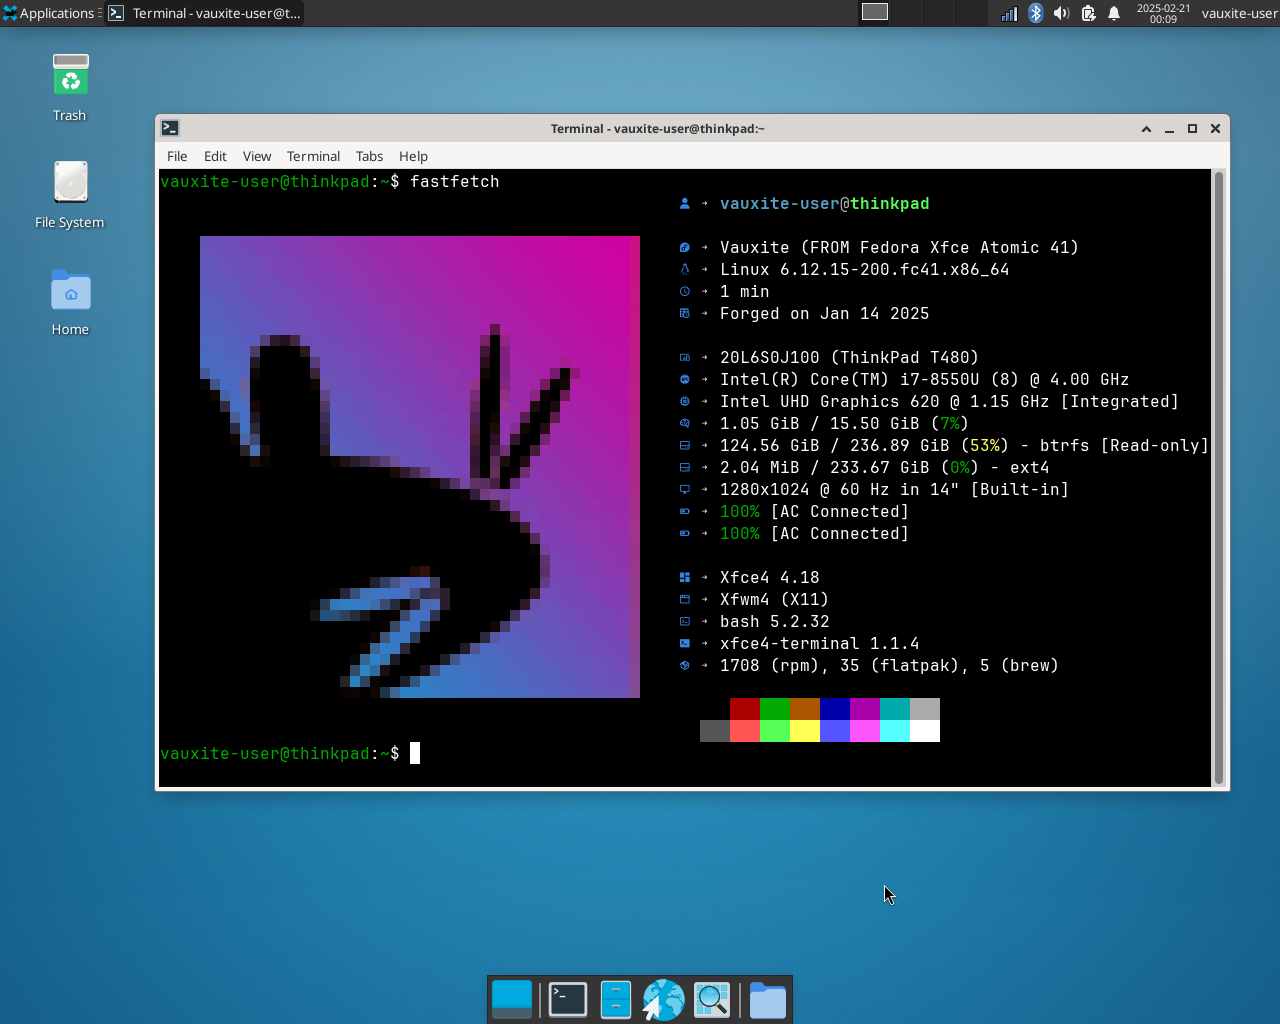 Applications
Terminal - vauxite-user@t...
2025-02-21
00:09
vauxite-user
Trash
File System
Home
Terminal - vauxite-user@thinkpad:~
File Edit View Terminal Tabs Help
vauxite-user@thinkpad:~$ fastfetch
vauxite-user@thinkpad
Vauxite (FROM Fedora Xfce Atomic 41)
Linux 6.12.15-200.fc41.x86_64
1 min
Forged on Jan 14 2025
20L6S0J100 (ThinkPad T480)
Intel(R) Core(TM) i7-8550U (8) @ 4.00 GHz
Intel UHD Graphics 620 @ 1.15 GHz [Integrated]
1.05 GiB / 15.50 GiB (7%)
124.56 GiB / 236.89 GiB (53%) - btrfs [Read-only]
2.04 MiB / 233.67 GiB (0%) - ext4
1280x1024 @ 60 Hz in 14" [Built-in]
100% [AC Connected]
100% [AC Connected]
Xfce4 4.18
Xfwm4 (X11)
bash 5.2.32
xfce4-terminal 1.1.4
1708 (rpm), 35 (flatpak), 5 (brew)
vauxite-user@thinkpad:~$